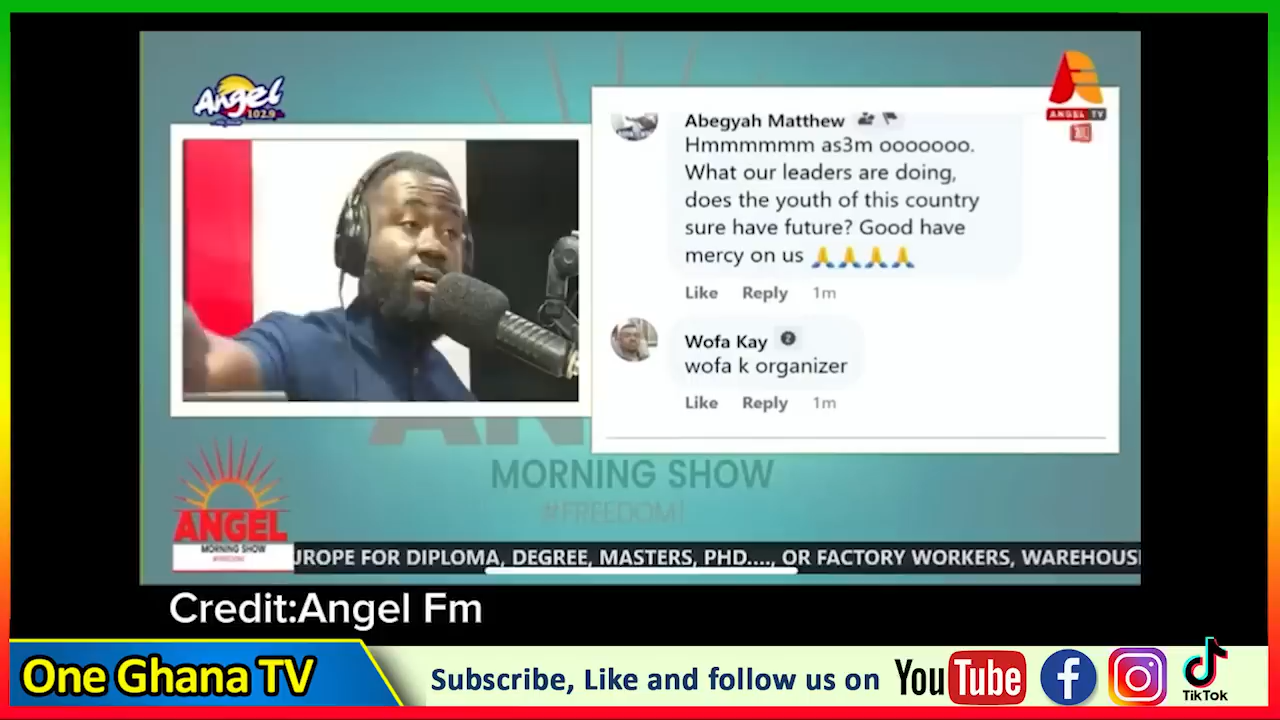 Angel
102.9
ANGEL TV
Abegyah Matthew
Hmmmmmm as3m ooooooo.
What our leaders are doing,
does the youth of this country
sure have future? Good have
mercy on us 🙏🙏🙏🙏
Like Reply 1m
Wofa Kay
wofa k organizer
Like Reply 1m
AN
MORNING SHOW
#FREEDOM!
ANGEL
MORNING SHOW
UROPE FOR DIPLOMA, DEGREE, MASTERS, PHD...., OR FACTORY WORKERS, WAREHOUS
Credit:Angel Fm
One Ghana TV
Subscribe, Like and follow us on YouTube
TikTok